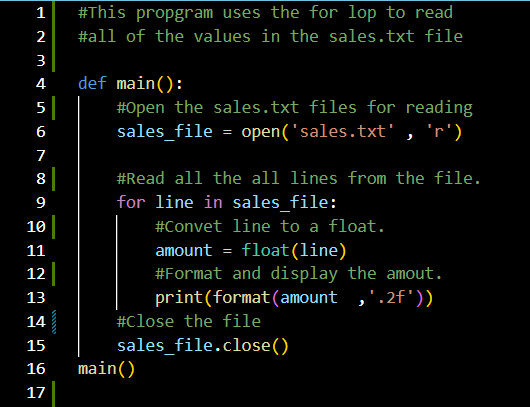 1 #This propgram uses the for lop to read
2 #all of the values in the sales.txt file
3
4 def main():
5     #Open the sales.txt files for reading
6     sales_file = open('sales.txt' , 'r')
7
8     #Read all the all lines from the file.
9     for line in sales_file:
10         #Convet line to a float.
11         amount = float(line)
12         #Format and display the amout.
13         print(format(amount  ,'.2f'))
14     #Close the file
15     sales_file.close()
16 main()
17